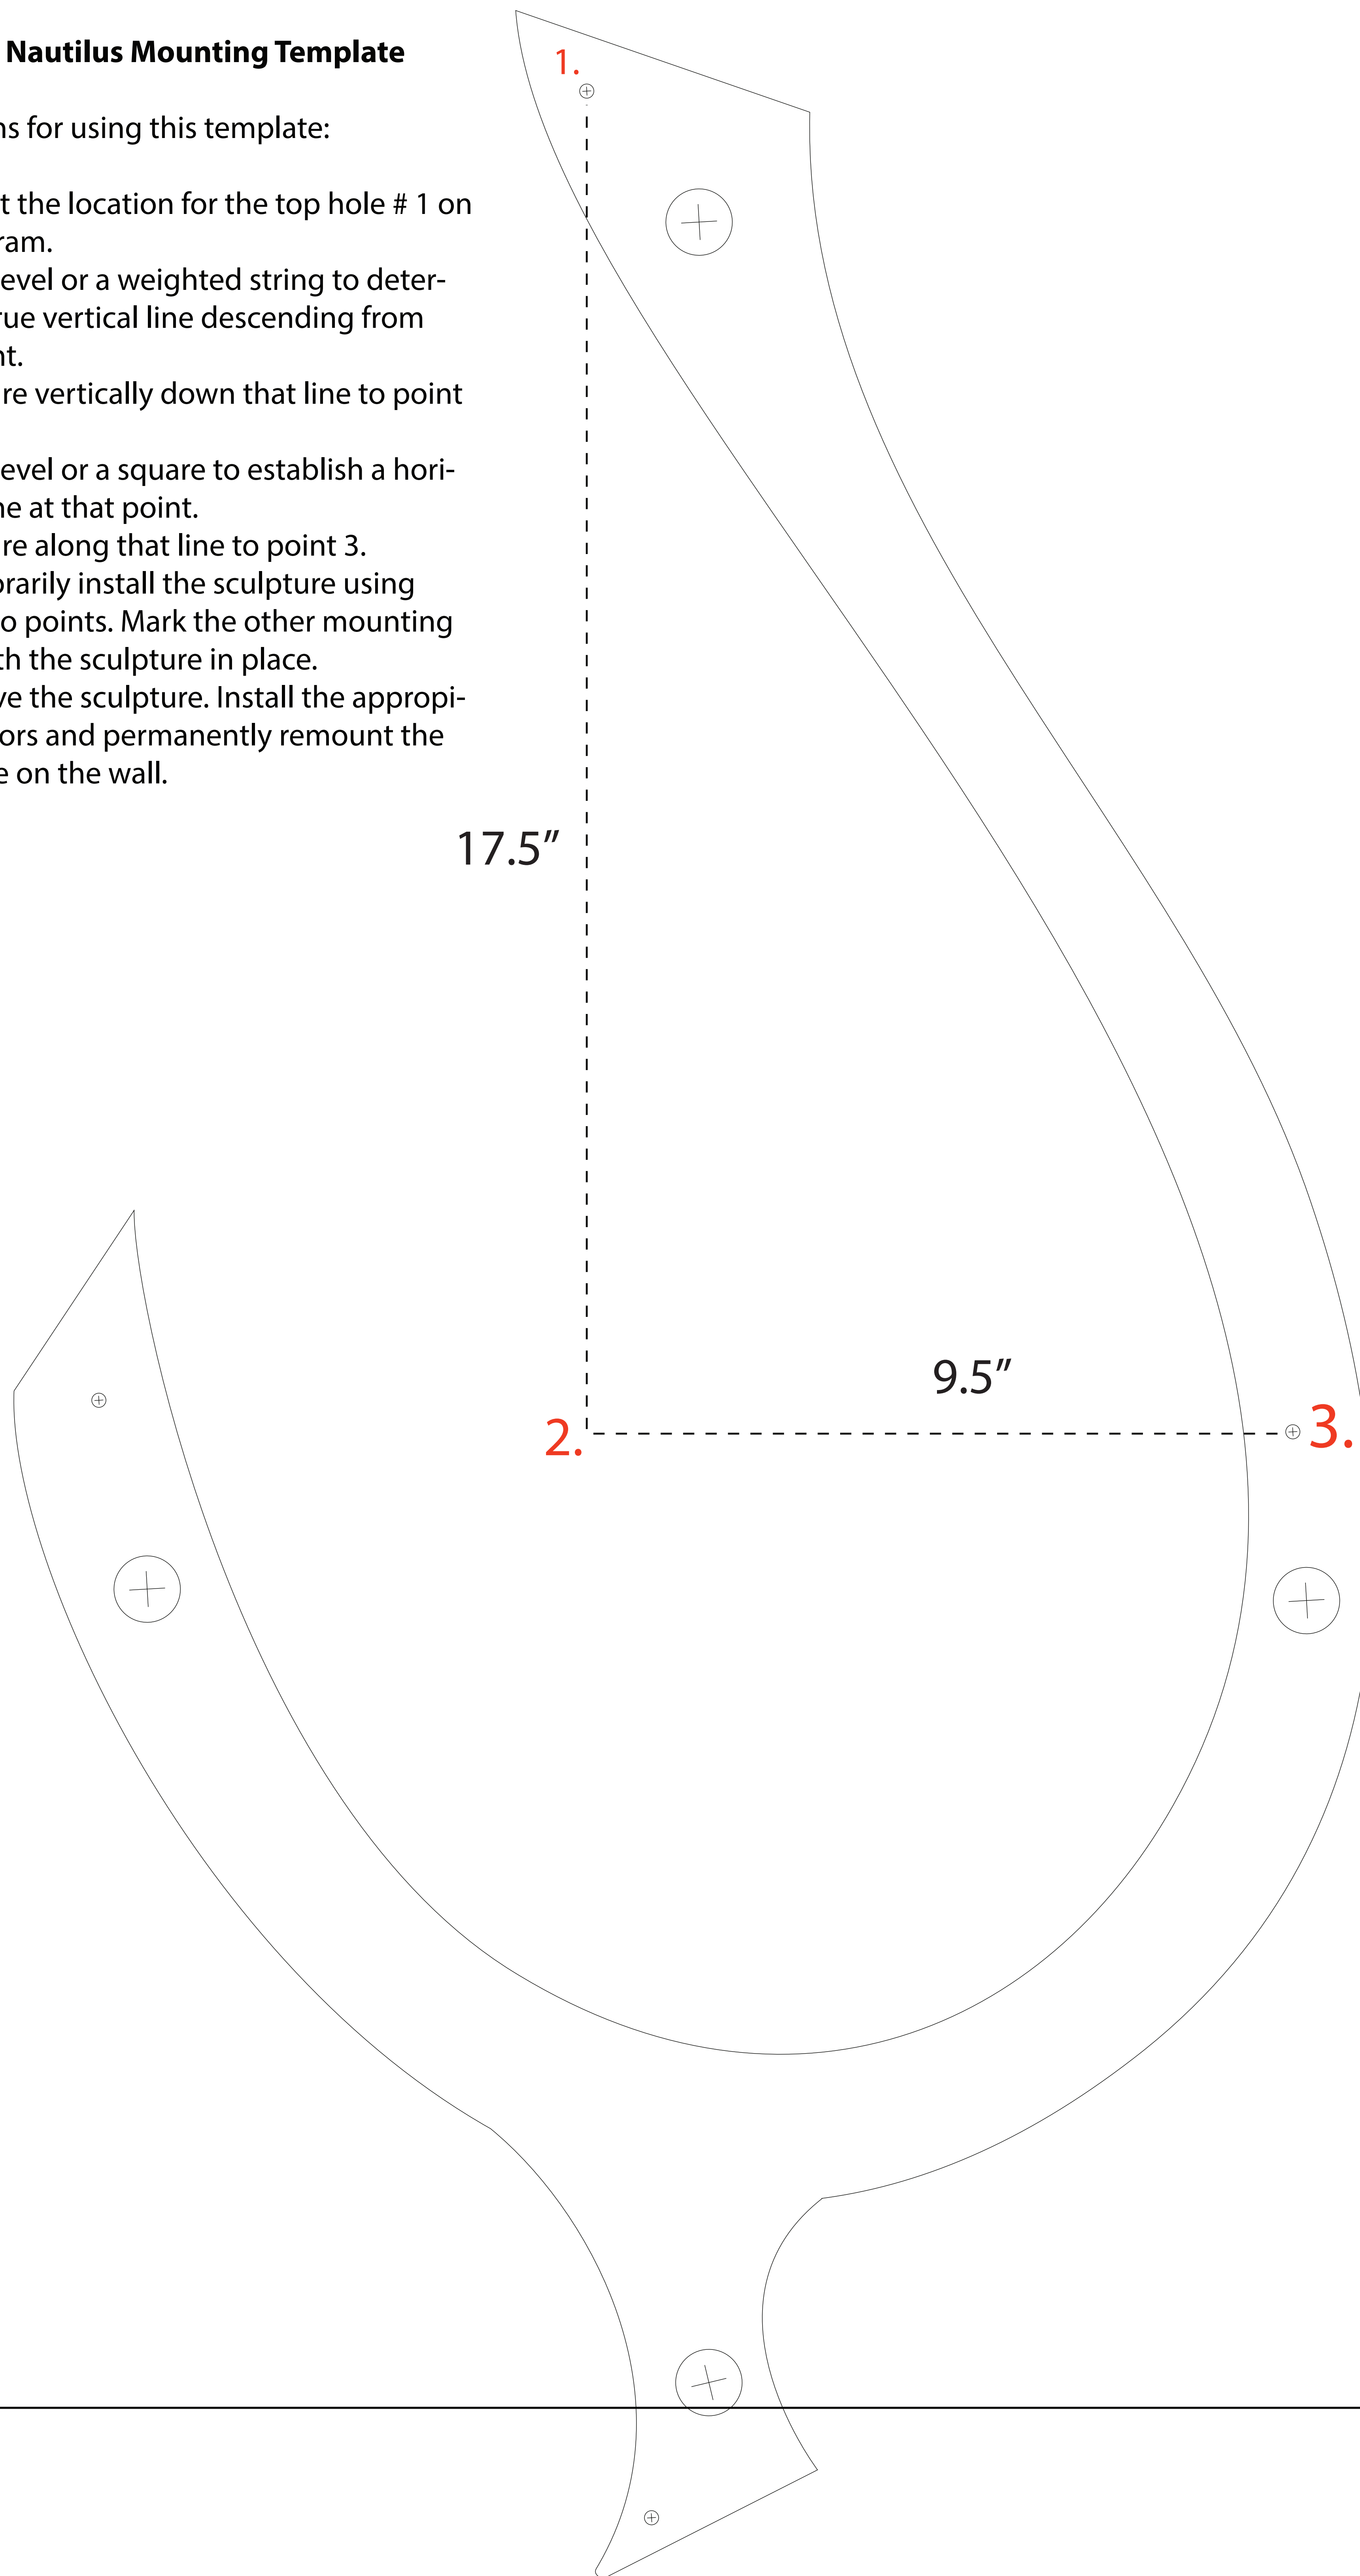 Nautilus Mounting Template
ns for using this template:
t the location for the top hole # 1 on
ram.
evel or a weighted string to deter-
rue vertical line descending from
nt.
re vertically down that line to point
evel or a square to establish a hori-
ne at that point.
re along that line to point 3.
orarily install the sculpture using
o points. Mark the other mounting
th the sculpture in place.
ve the sculpture. Install the appropi-
ors and permanently remount the
e on the wall.
1.
17.5”
9.5”
2.
3.